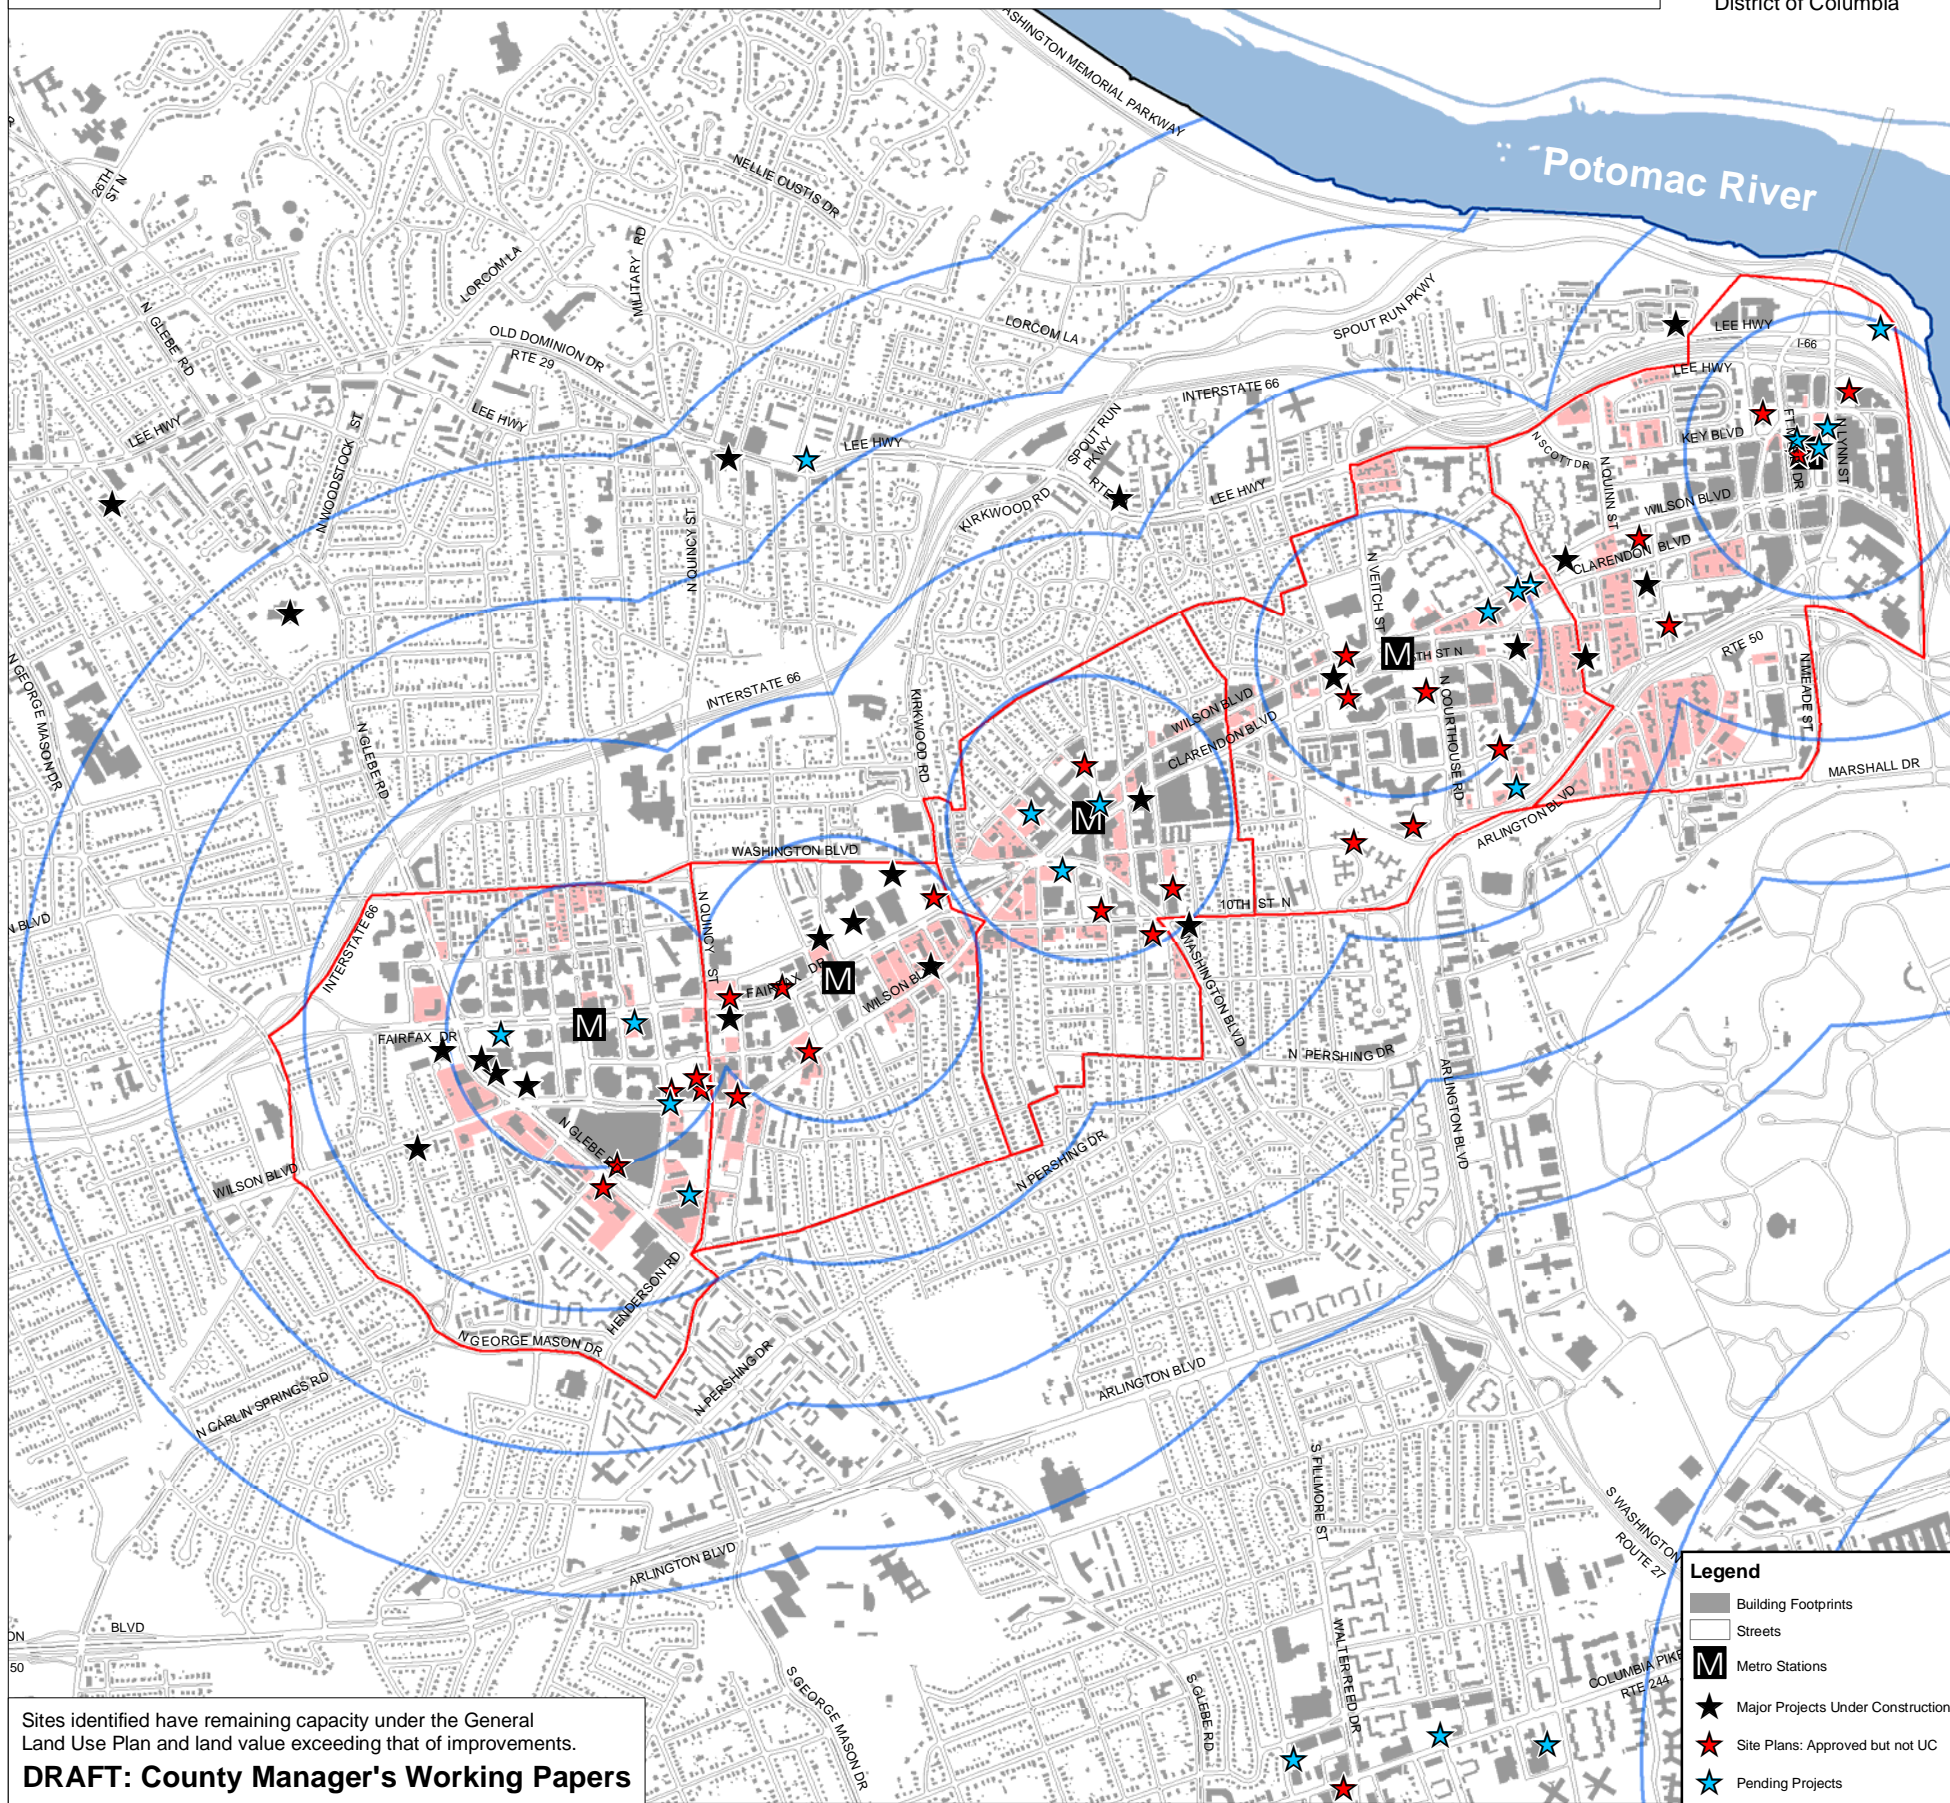 District of Columbia
ASHINGTON MEMORIAL PARKWAY
Potomac River
26TH
ST N
NELLIE CUSTIS DR
MILITARY RD
LORCOM LA
N GLEBE RD
OLD DOMINION DR
RTE 29
LORCOM LA
SPOUT RUN PKWY
LEE HWY
I-66
LEE HWY
INTERSTATE 66
LEE HWY
LEE HWY
N WOODSTOCK ST
LEE HWY
SPOUT RUN
PKWY
KEY BLVD
N LYNN ST
N SCOTT DR
N QUINN ST
WILSON BLVD
KIRKWOOD RD
LEE HWY
N QUINCY ST
CLARENDON BLVD
N VEITCH ST
M
RTE 50
N MEADE ST
N GEORGE MASON DR
INTERSTATE 66
KIRKWOOD RD
N GLEBE RD
WILSON BLVD
CLARENDON BLVD
N COURTHOUSE RD
MARSHALL DR
ARLINGTON BLVD
M
WASHINGTON BLVD
10TH ST N
N BLVD
INTERSTATE 66
N QUINCY ST
WASHINGTON BLVD
FAIRFAX DR
M
WILSON BLVD
FAIRFAX DR
M
N PERSHING DR
ARLINGTON BLVD
N GLEBE R
WILSON BLVD
N PERSHING DR
HENDERSON RD
N GEORGE MASON DR
N PERSHING DR
ARLINGTON BLVD
N CARLIN SPRINGS RD
S FILLMORE ST
S WASHINGTON
ROUTE 27
ARLINGTON BLVD
BLVD
ON
50
WALTER REED DR
S GEORGE MASON DR
S GLEBE RD
COLUMBIA PIKE
RTE 244
Legend
Building Footprints
Streets
M Metro Stations
Major Projects Under Construction
Site Plans: Approved but not UC
Pending Projects
Sites identified have remaining capacity under the General
Land Use Plan and land value exceeding that of improvements.
DRAFT: County Manager's Working Papers